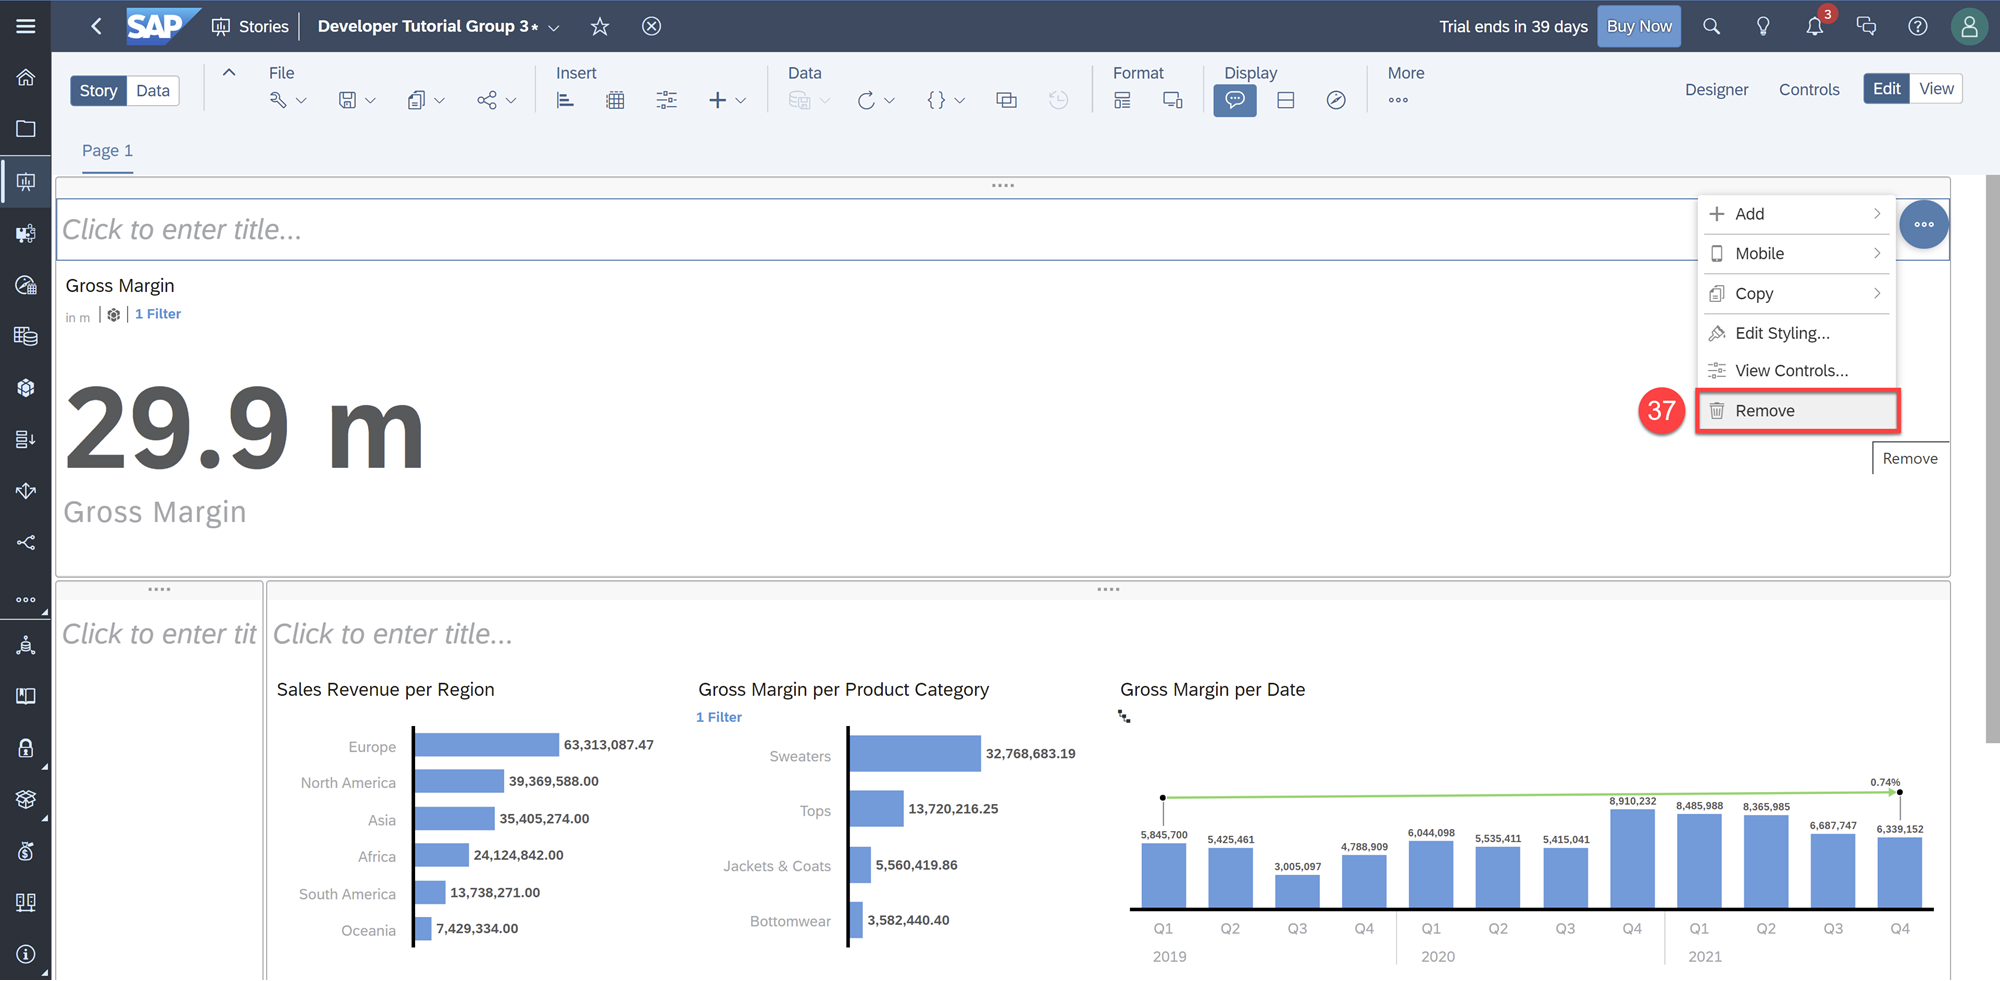 SAP Stories Developer Tutorial Group 3* Trial ends in 39 days Buy Now 3
File Insert Data Format Display More
Story Data Designer Controls Edit View
Page 1
Click to enter title...
Add
Mobile
Copy
Edit Styling...
View Controls...
37 Remove
Remove
Gross Margin
in m 1 Filter
29.9 m
Gross Margin
Click to enter tit
Click to enter title...
Sales Revenue per Region
Europe 63,313,087.47
North America 39,369,588.00
Asia 35,405,274.00
Africa 24,124,842.00
South America 13,738,271.00
Oceania 7,429,334.00
Gross Margin per Product Category
1 Filter
Sweaters 32,768,683.19
Tops 13,720,216.25
Jackets & Coats 5,560,419.86
Bottomwear 3,582,440.40
Gross Margin per Date
0.74%
5,845,700 5,425,461 3,005,097 4,788,909 6,044,098 5,535,411 5,415,041 8,910,232 8,485,988 8,365,985 6,687,747 6,339,152
Q1 Q2 Q3 Q4 Q1 Q2 Q3 Q4 Q1 Q2 Q3 Q4
2019 2020 2021